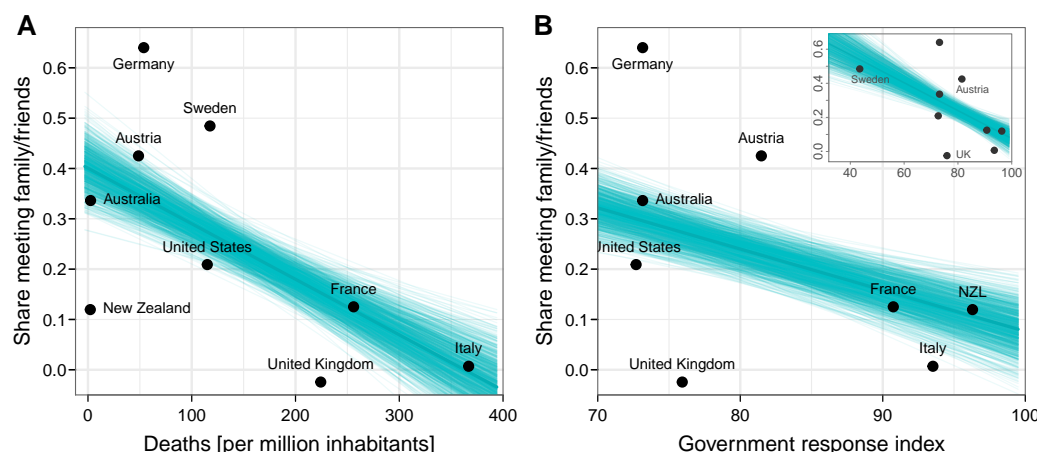 A
Share meeting family/friends
0.6
0.5
0.4
0.3
0.2
0.1
0.0
Germany
Sweden
Austria
Australia
United States
New Zealand
France
Italy
United Kingdom
0 100 200 300 400
Deaths [per million inhabitants]
B
Share meeting family/friends
0.6
0.5
0.4
0.3
0.2
0.1
0.0
Germany
Austria
Australia
United States
France
NZL
Italy
United Kingdom
70 80 90 100
Government response index
0.6
0.4
0.2
0.0
Sweden
Austria
UK
40 60 80 100